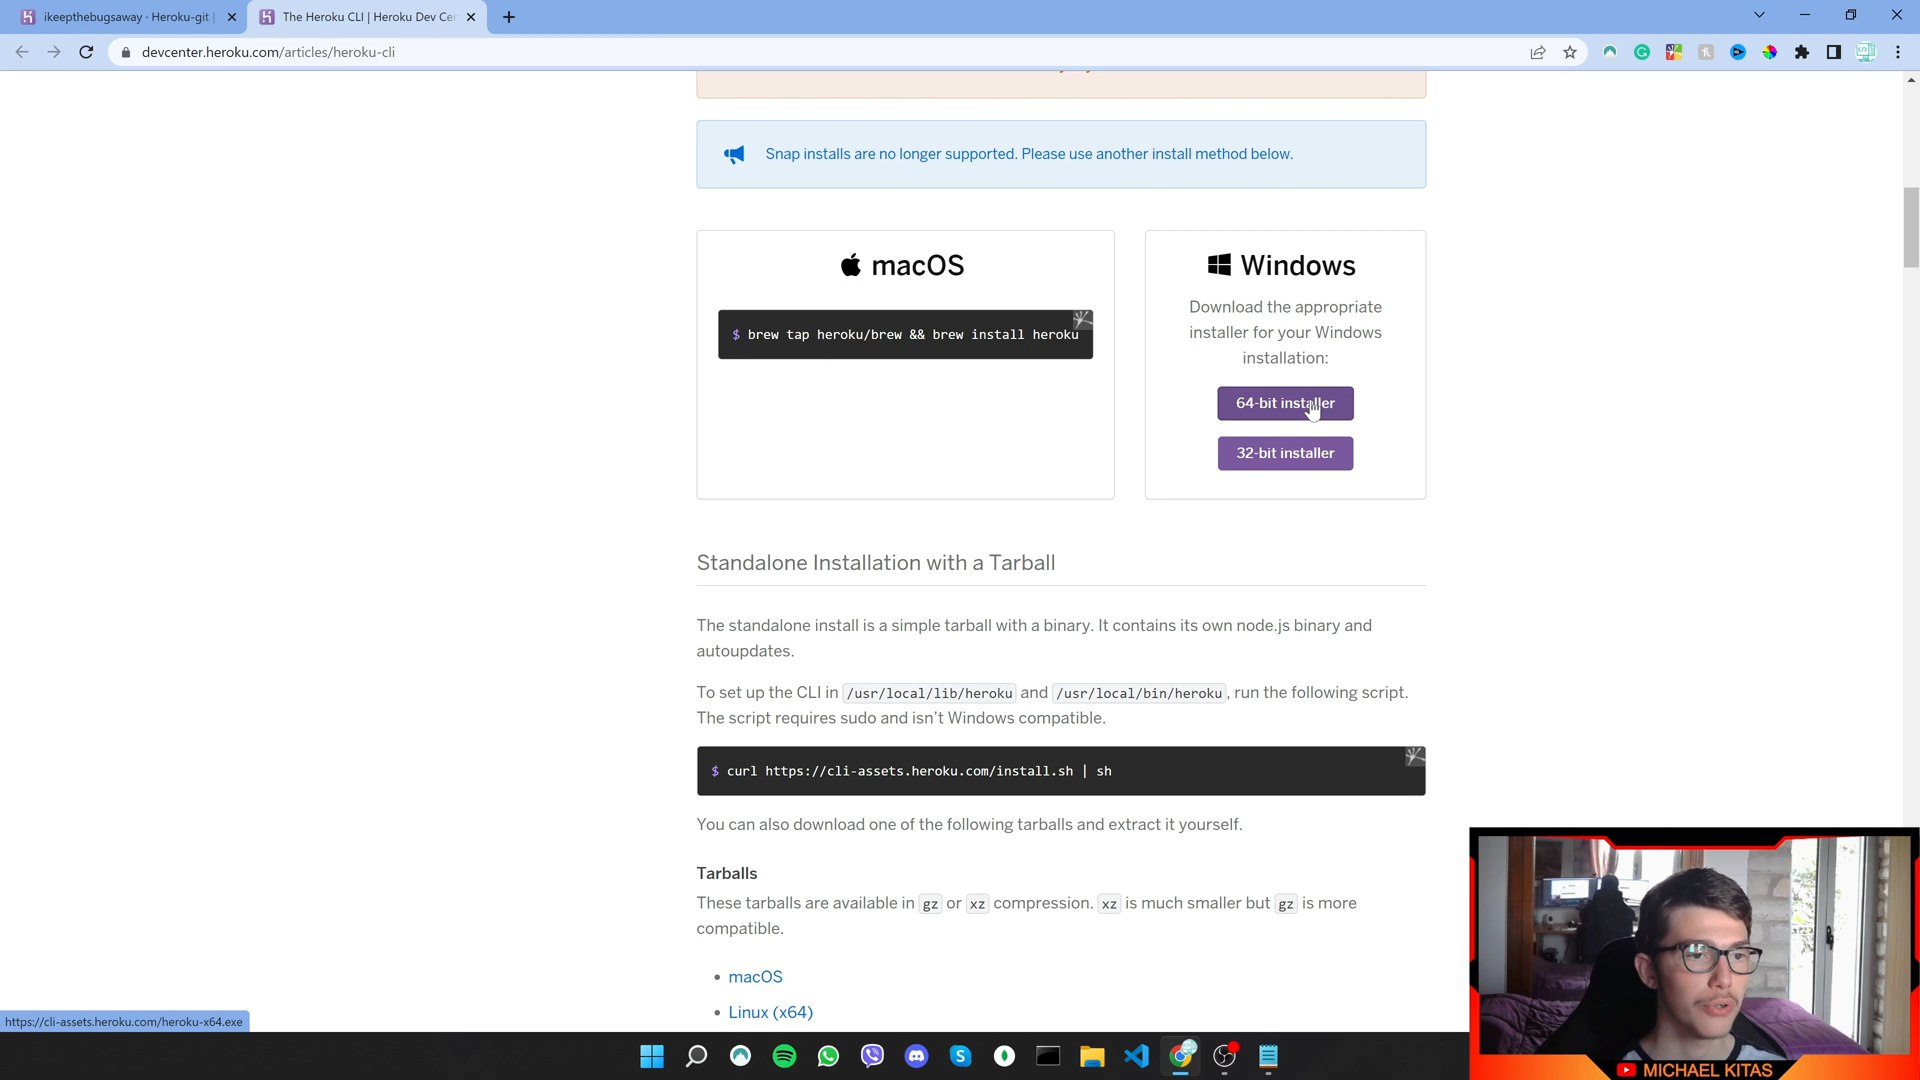 ikeepthebugsaway · Heroku-git |
The Heroku CLI | Heroku Dev Cen
devcenter.heroku.com/articles/heroku-cli
Snap installs are no longer supported. Please use another install method below.
macOS
$ brew tap heroku/brew && brew install heroku
Windows
Download the appropriate
installer for your Windows
installation:
64-bit installer
32-bit installer
Standalone Installation with a Tarball
The standalone install is a simple tarball with a binary. It contains its own node.js binary and
autoupdates.
To set up the CLI in /usr/local/lib/heroku and /usr/local/bin/heroku, run the following script.
The script requires sudo and isn’t Windows compatible.
$ curl https://cli-assets.heroku.com/install.sh | sh
You can also download one of the following tarballs and extract it yourself.
Tarballs
These tarballs are available in gz or xz compression. xz is much smaller but gz is more
compatible.
• macOS
• Linux (x64)
https://cli-assets.heroku.com/heroku-x64.exe
MICHAEL KITAS